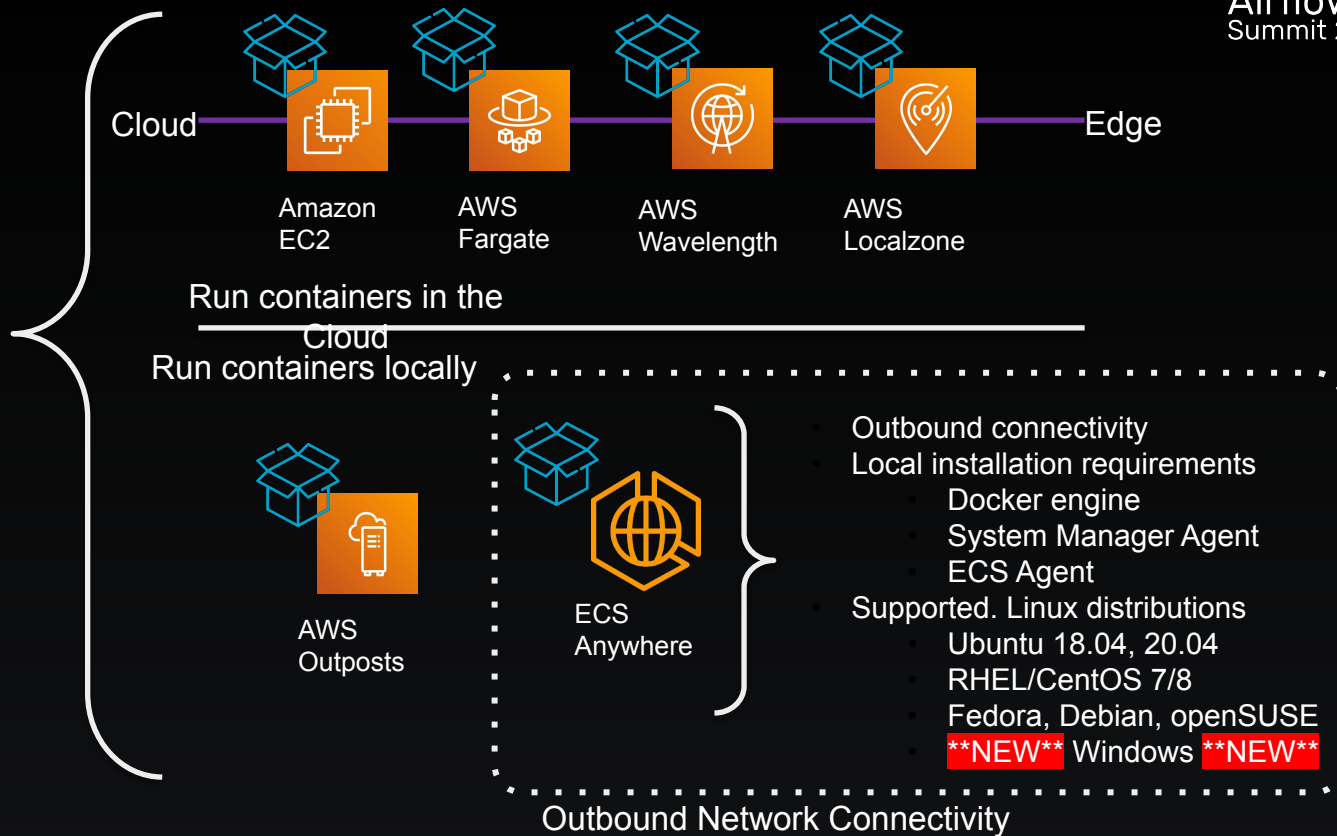 Summit
Cloud
Edge
Amazon
EC2
AWS
Fargate
AWS
Wavelength
AWS
Localzone
Run containers in the
Cloud
Run containers locally
AWS
Outposts
ECS
Anywhere
• Outbound connectivity
• Local installation requirements
• Docker engine
• System Manager Agent
• ECS Agent
• Supported. Linux distributions
• Ubuntu 18.04, 20.04
• RHEL/CentOS 7/8
• Fedora, Debian, openSUSE
• **NEW** Windows **NEW**
Outbound Network Connectivity